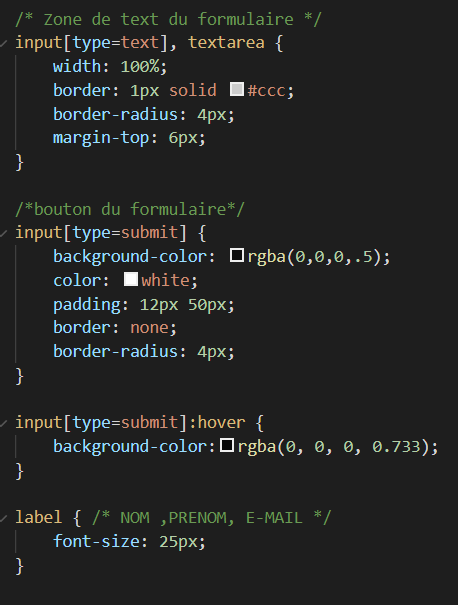 /* Zone de text du formulaire */
input[type=text], textarea {
    width: 100%;
    border: 1px solid #ccc;
    border-radius: 4px;
    margin-top: 6px;
}

/*bouton du formulaire*/
input[type=submit] {
    background-color: rgba(0,0,0,.5);
    color: white;
    padding: 12px 50px;
    border: none;
    border-radius: 4px;
}

input[type=submit]:hover {
    background-color:rgba(0, 0, 0, 0.733);
}

label { /* NOM ,PRENOM, E-MAIL */
    font-size: 25px;
}